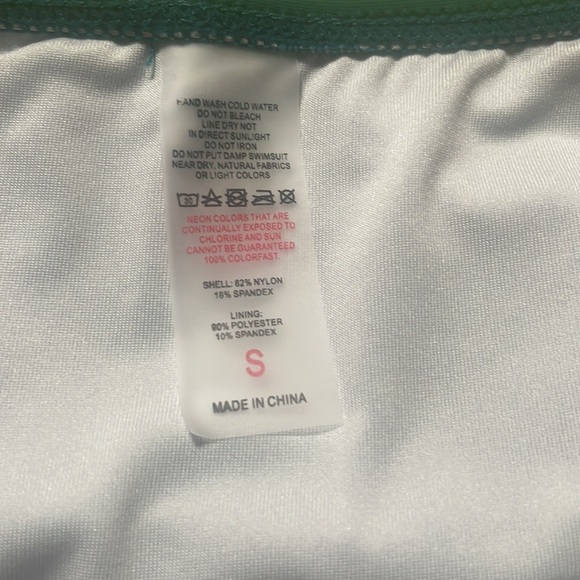 HAND WASH COLD WATER
DO NOT BLEACH
LINE DRY NOT
IN DIRECT SUNLIGHT
DO NOT IRON
DO NOT PUT DAMP SWIMSUIT
NEAR DRY, NATURAL FABRICS
OR LIGHT COLORS
30
NEON COLORS THAT ARE
CONTINUALLY EXPOSED TO
CHLORINE AND SUN
CANNOT BE GUARANTEED
100% COLORFAST.
SHELL: 82% NYLON
18% SPANDEX
LINING:
90% POLYESTER
10% SPANDEX
S
MADE IN CHINA